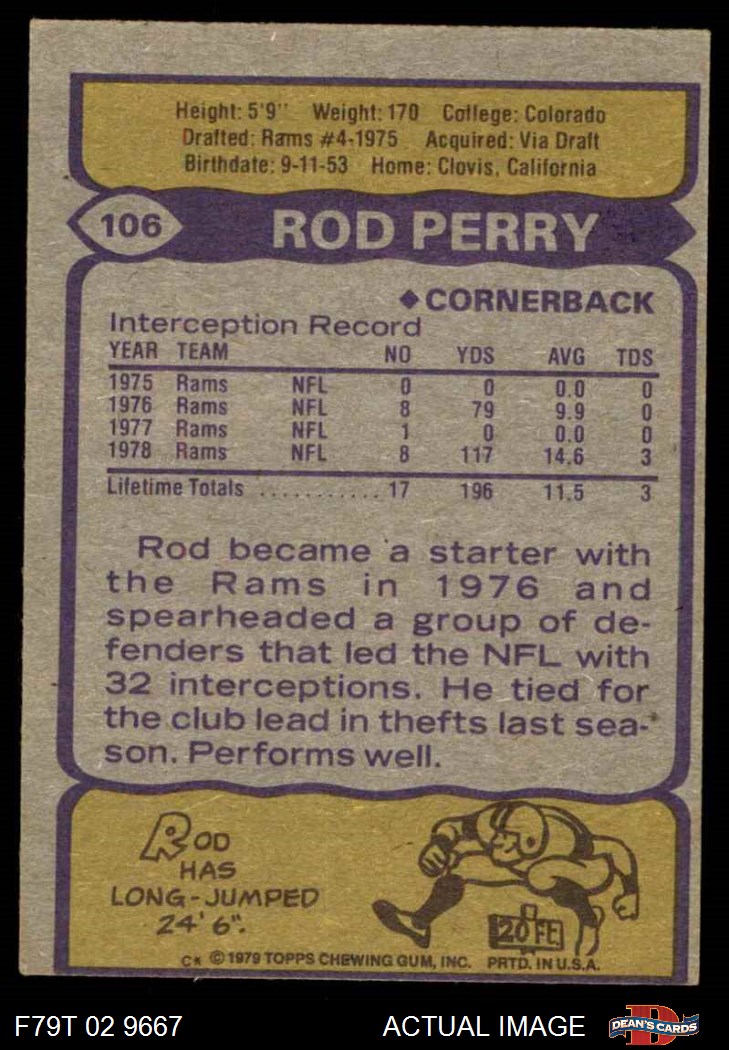 Height: 5'9" Weight: 170 College: Colorado
Drafted: Rams #4-1975 Acquired: Via Draft
Birthdate: 9-11-53 Home: Clovis, California
106 ROD PERRY
◆ CORNERBACK
Interception Record
YEAR TEAM NO YDS AVG TDS
1975 Rams NFL 0 0 0.0 0
1976 Rams NFL 8 79 9.9 0
1977 Rams NFL 1 0 0.0 0
1978 Rams NFL 8 117 14.6 3
Lifetime Totals ............ 17 196 11.5 3
Rod became a starter with
the Rams in 1976 and
spearheaded a group of de-
fenders that led the NFL with
32 interceptions. He tied for
the club lead in thefts last sea-
son. Performs well.
ROD
HAS
LONG-JUMPED
24' 6".
20 FT.
C* © 1979 TOPPS CHEWING GUM, INC. PRTD. IN U.S.A.
F79T 02 9667 ACTUAL IMAGE D DEAN'S CARDS